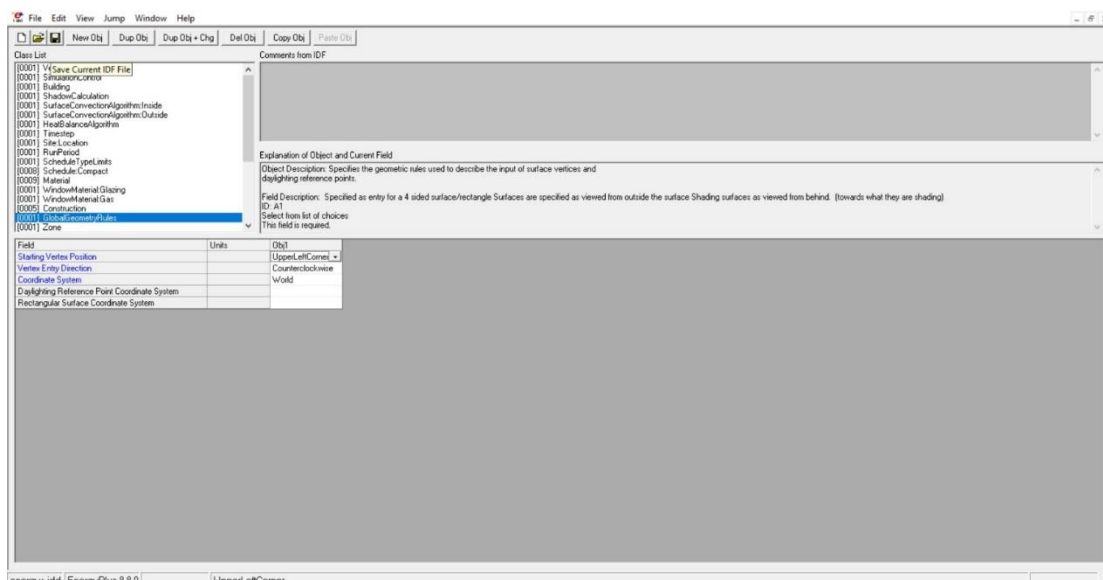 File Edit View Jump Window Help
New Obj Dup Obj Dup Obj + Chg Del Obj Copy Obj Paste Obj
Class List Comments from IDF
[0001] V
Save Current IDF File
[0001] SimulationControl
[0001] Building
[0001] ShadowCalculation
[0001] SurfaceConvectionAlgorithm:Inside
[0001] SurfaceConvectionAlgorithm:Outside
[0001] HeatBalanceAlgorithm
[0001] Timestep
[0001] Site:Location
[0001] RunPeriod
[0001] ScheduleTypeLimits
[0008] Schedule:Compact
[0009] Material
[0001] WindowMaterial:Glazing
[0001] WindowMaterial:Gas
[0005] Construction
[0001] GlobalGeometryRules
[0001] Zone
Explanation of Object and Current Field
Object Description: Specifies the geometric rules used to describe the input of surface vertices and
daylighting reference points.
Field Description: Specified as entry for a 4 sided surface/rectangle Surfaces are specified as viewed from outside the surface Shading surfaces as viewed from behind. (towards what they are shading)
ID: A1
Select from list of choices
This field is required.
Field Units Obj1
Starting Vertex Position UpperLeftCorner
Vertex Entry Direction Counterclockwise
Coordinate System World
Daylighting Reference Point Coordinate System
Rectangular Surface Coordinate System
UpperLeftCorner